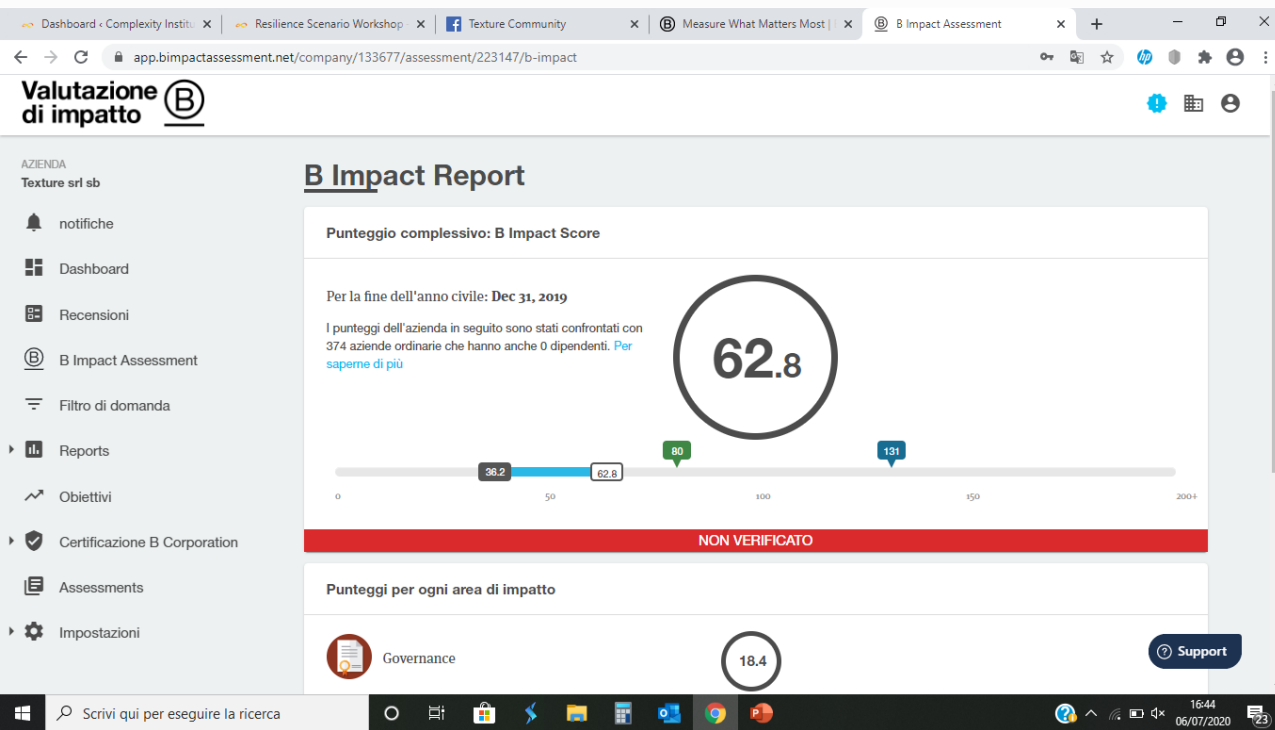 Dashboard ‹ Complexity Institu
Resilience Scenario Workshop
Texture Community
Measure What Matters Most |
B Impact Assessment
app.bimpactassessment.net/company/133677/assessment/223147/b-impact
Valutazione
di impatto
B
AZIENDA
Texture srl sb
notifiche
Dashboard
Recensioni
B Impact Assessment
Filtro di domanda
Reports
Obiettivi
Certificazione B Corporation
Assessments
Impostazioni
B Impact Report
Punteggio complessivo: B Impact Score
Per la fine dell'anno civile: Dec 31, 2019
I punteggi dell'azienda in seguito sono stati confrontati con
374 aziende ordinarie che hanno anche 0 dipendenti. Per
saperne di più
62.8
80
131
36.2
62.8
0
50
100
150
200+
NON VERIFICATO
Punteggi per ogni area di impatto
Governance
18.4
Support
Scrivi qui per eseguire la ricerca
16:44
06/07/2020
23